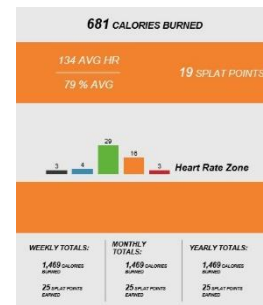 681 CALORIES BURNED
134 AVG HR
79 % AVG
19 SPLAT POINTS
3 4 29 16 3 Heart Rate Zone
WEEKLY TOTALS:
1,469 CALORIES BURNED
25 SPLAT POINTS EARNED
MONTHLY TOTALS:
1,469 CALORIES BURNED
25 SPLAT POINTS EARNED
YEARLY TOTALS:
1,469 CALORIES BURNED
25 SPLAT POINTS EARNED